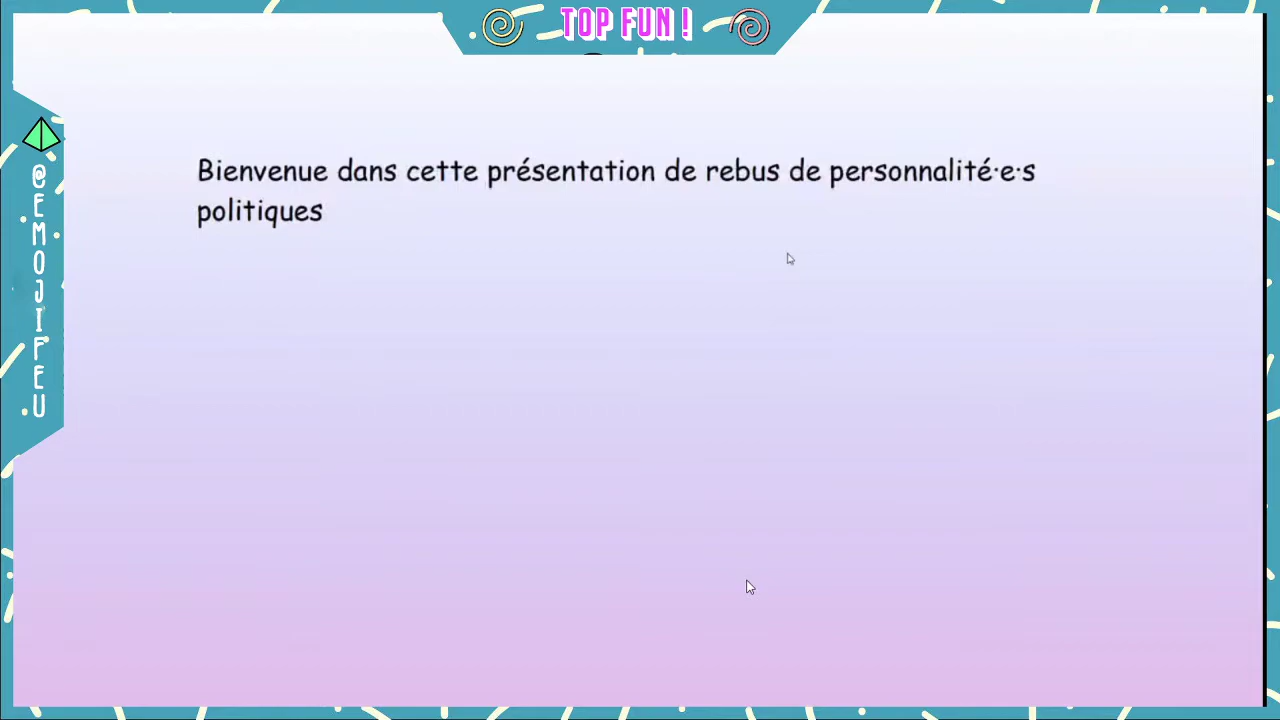 TOP FUN !
@EMOJIFEU
Bienvenue dans cette présentation de rebus de personnalité·e·s
politiques